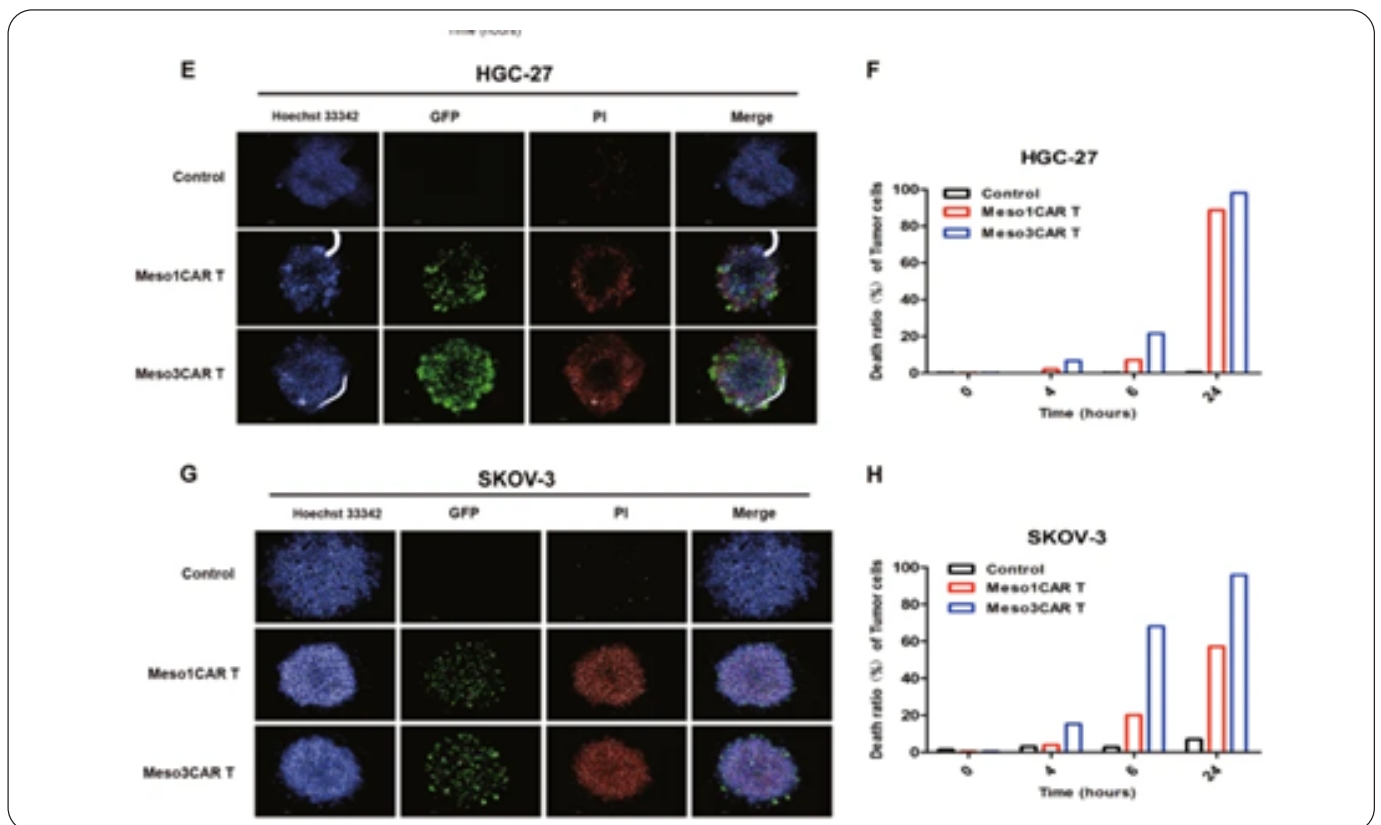 Time (hours)
E
HGC-27
Hoechst 33342 GFP PI Merge
Control
Meso1CAR T
Meso3CAR T
F
HGC-27
Death ratio (%) of Tumor cells
100
80
60
40
20
0
Control
Meso1CAR T
Meso3CAR T
0 4 6 24
Time (hours)
G
SKOV-3
Hoechst 33342 GFP PI Merge
Control
Meso1CAR T
Meso3CAR T
H
SKOV-3
Death ratio (%) of Tumor cells
100
80
60
40
20
0
Control
Meso1CAR T
Meso3CAR T
0 4 6 24
Time (hours)